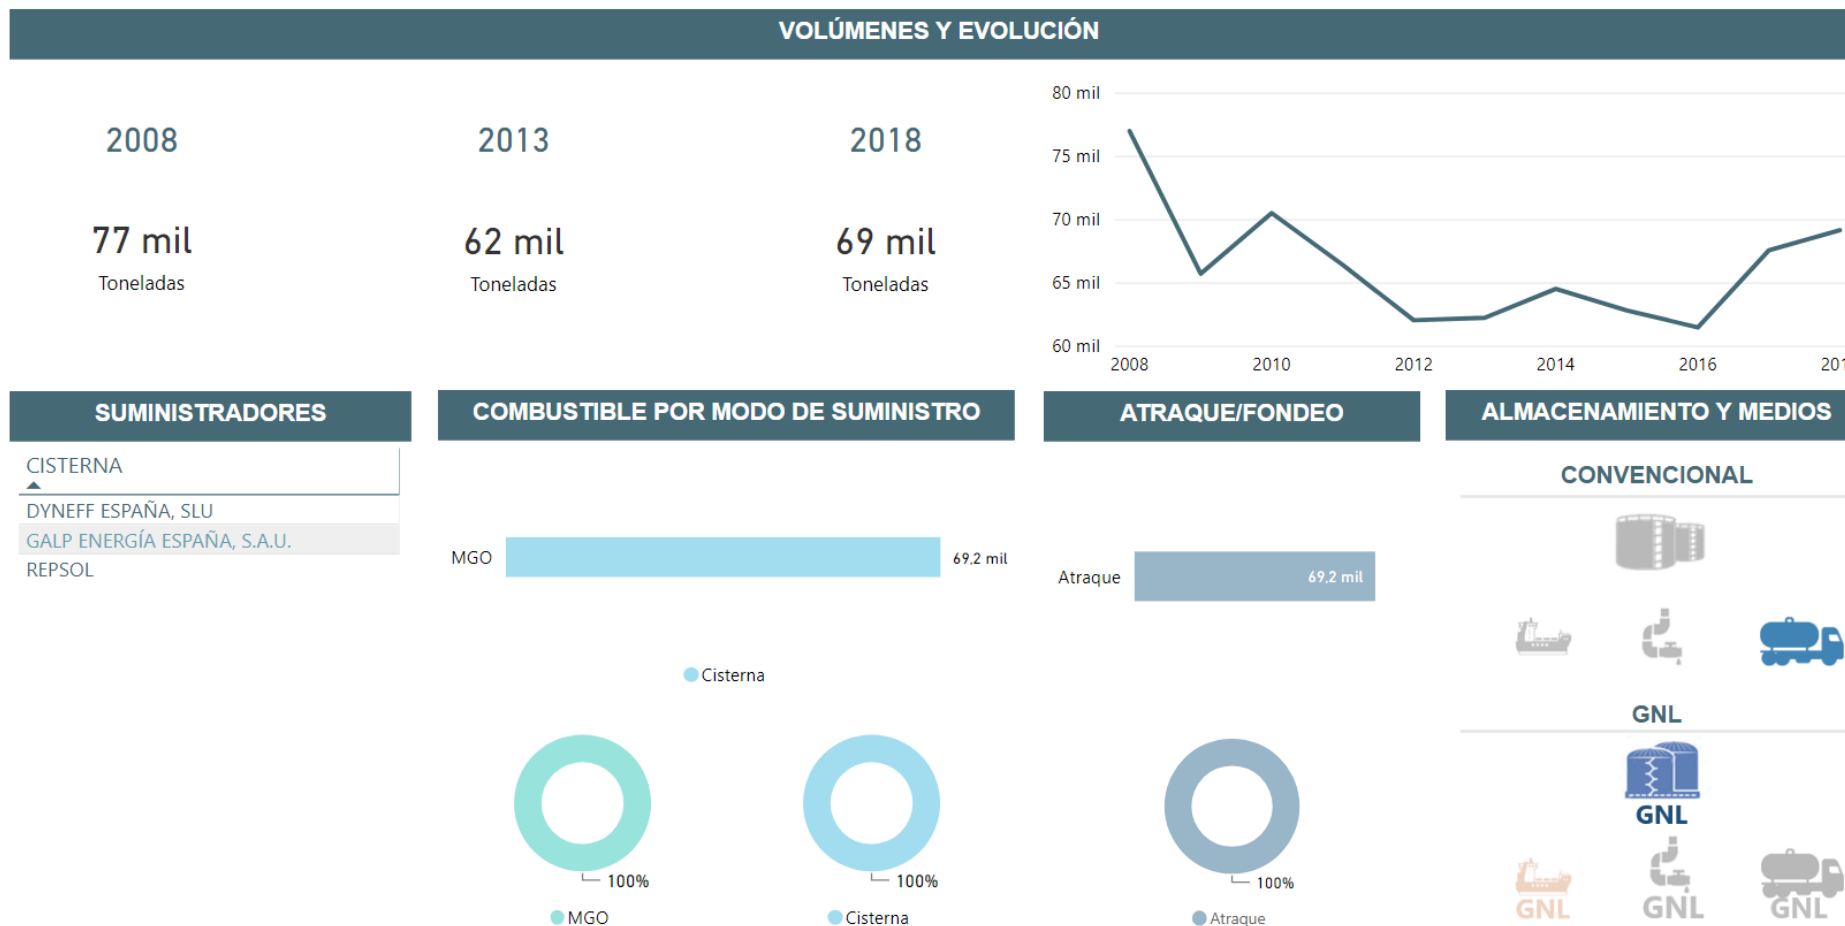 VOLÚMENES Y EVOLUCIÓN
2008
2013
2018
77 mil
62 mil
69 mil
Toneladas
Toneladas
Toneladas
80 mil
75 mil
70 mil
65 mil
60 mil
2008
2010
2012
2014
2016
201
SUMINISTRADORES
CISTERNA
DYNEFF ESPAÑA, SLU
GALP ENERGÍA ESPAÑA, S.A.U.
REPSOL
COMBUSTIBLE POR MODO DE SUMINISTRO
MGO
69,2 mil
Cisterna
100%
MGO
100%
Cisterna
ATRAQUE/FONDEO
Atraque
69,2 mil
100%
Atraque
ALMACENAMIENTO Y MEDIOS
CONVENCIONAL
GNL
GNL
GNL
GNL
GNL